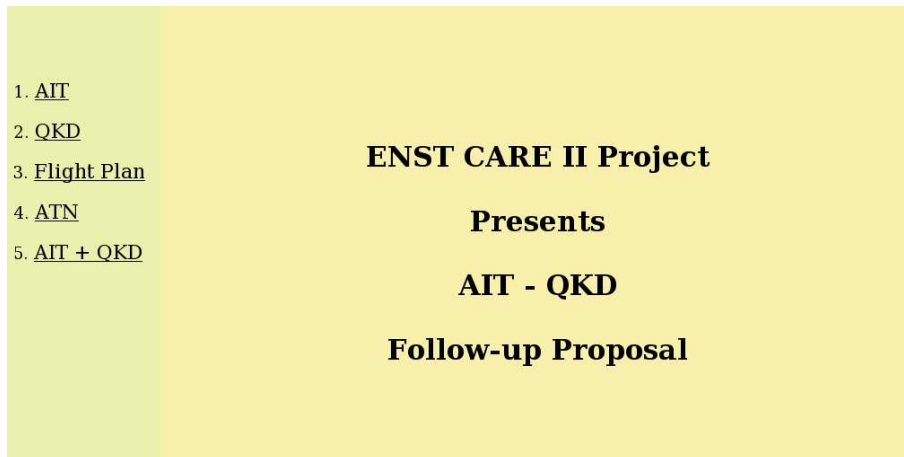 1. AIT
2. QKD
3. Flight Plan
4. ATN
5. AIT + QKD
ENST CARE II Project
Presents
AIT - QKD
Follow-up Proposal